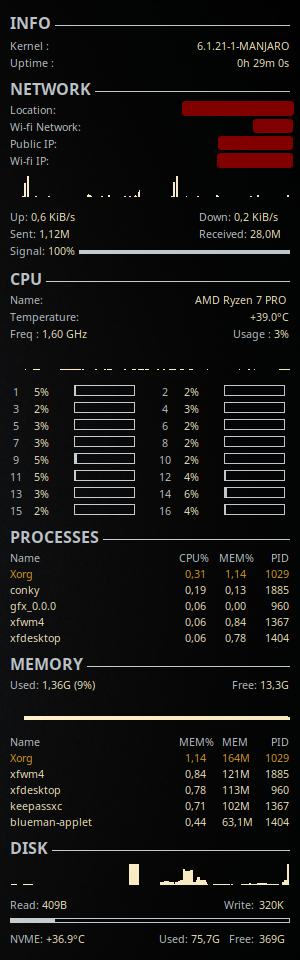 INFO
Kernel : 6.1.21-1-MANJARO
Uptime : 0h 29m 0s
NETWORK
Location:
Wi-fi Network:
Public IP:
Wi-fi IP:
Up: 0,6 KiB/s Down: 0,2 KiB/s
Sent: 1,12M Received: 28,0M
Signal: 100%
CPU
Name: AMD Ryzen 7 PRO
Temperature: +39.0°C
Freq : 1,60 GHz Usage : 3%
1 5% 2 2%
3 2% 4 3%
5 3% 6 2%
7 3% 8 2%
9 5% 10 2%
11 5% 12 4%
13 3% 14 6%
15 2% 16 4%
PROCESSES
Name CPU% MEM% PID
Xorg 0,31 1,14 1029
conky 0,19 0,13 1885
gfx_0.0.0 0,06 0,00 960
xfwm4 0,06 0,84 1367
xfdesktop 0,06 0,78 1404
MEMORY
Used: 1,36G (9%) Free: 13,3G
Name MEM% MEM PID
Xorg 1,14 164M 1029
xfwm4 0,84 121M 1885
xfdesktop 0,78 113M 960
keepassxc 0,71 102M 1367
blueman-applet 0,44 63,1M 1404
DISK
Read: 409B Write: 320K
NVME: +36.9°C Used: 75,7G Free: 369G